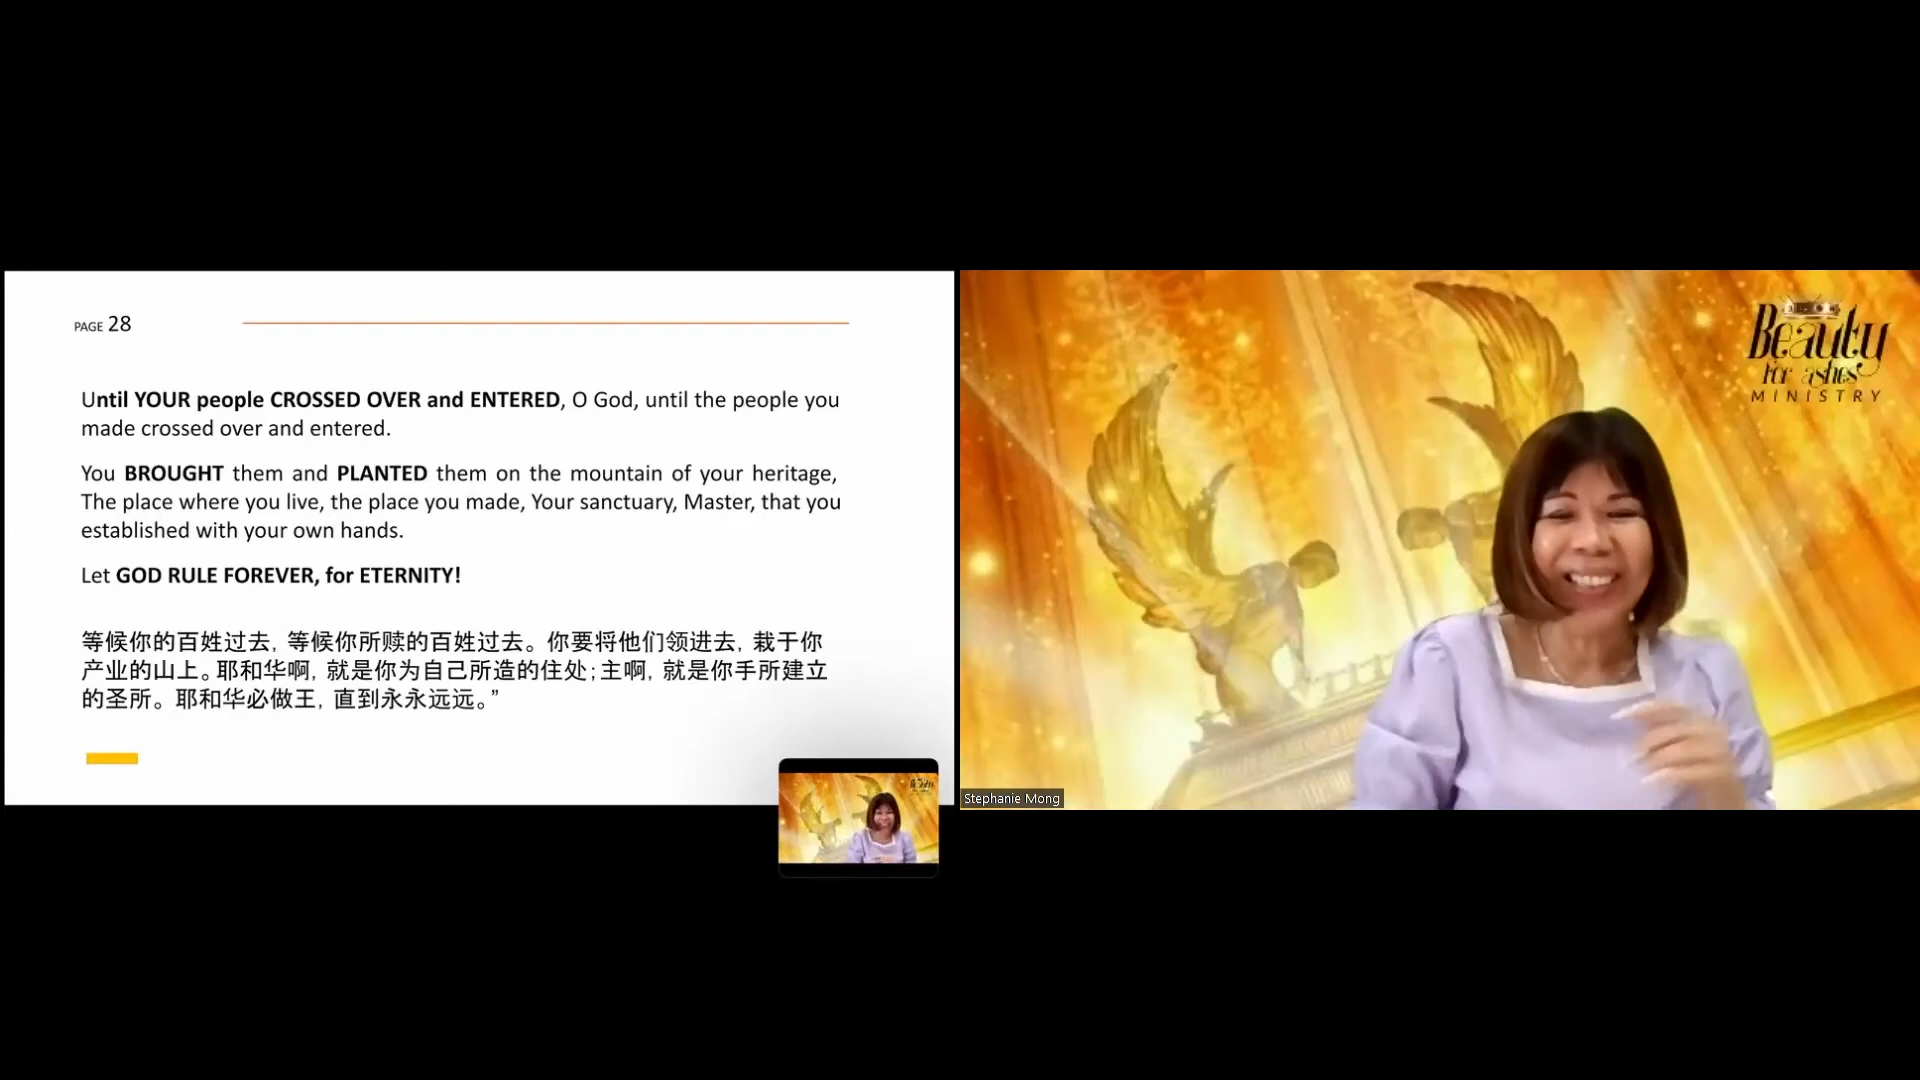 PAGE 28
Until YOUR people CROSSED OVER and ENTERED, O God, until the people you
made crossed over and entered.
You BROUGHT them and PLANTED them on the mountain of your heritage,
The place where you live, the place you made, Your sanctuary, Master, that you
established with your own hands.
Let GOD RULE FOREVER, for ETERNITY!
等候你的百姓过去, 等候你所赎的百姓过去。你要将他们领进去, 栽于你
产业的山上。耶和华啊, 就是你为自己所造的住处;主啊, 就是你手所建立
的圣所。耶和华必做王, 直到永永远远。”
Beauty
For ashes
MINISTRY
Stephanie Mong